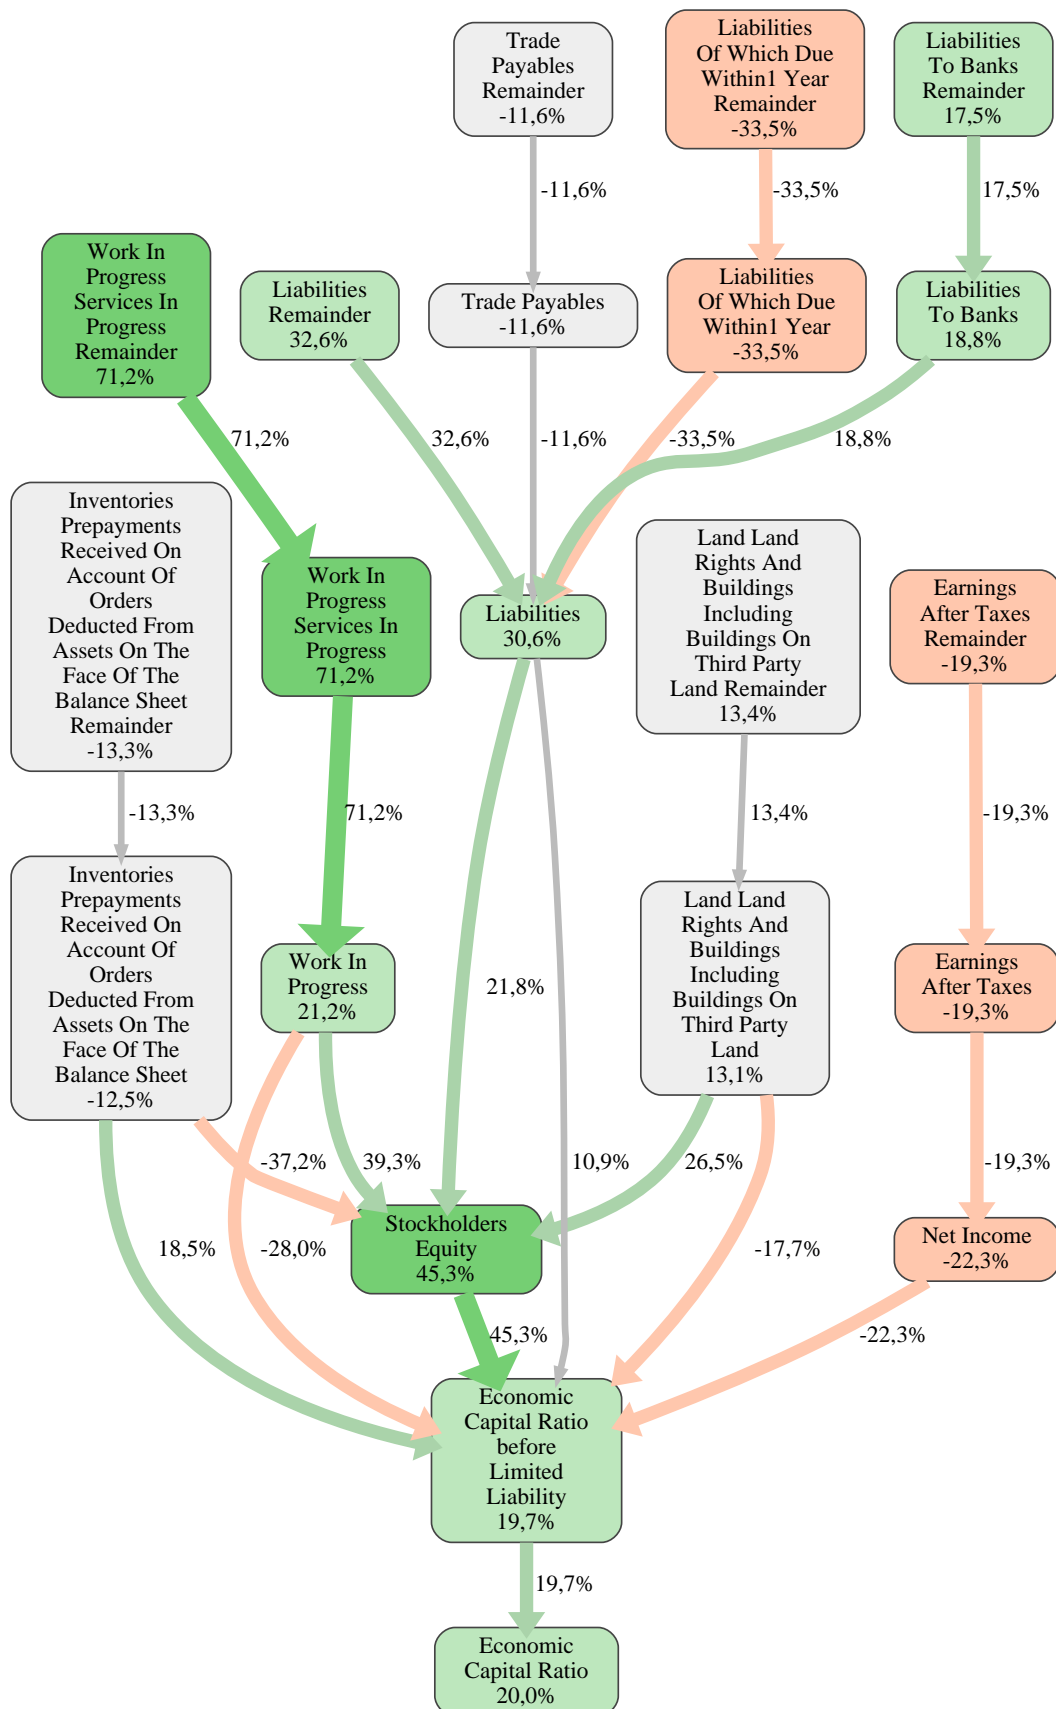 Trade
Payables
Remainder
-11,6%
Liabilities
Of Which Due
Within1 Year
Remainder
-33,5%
Liabilities
To Banks
Remainder
17,5%
-11,6%
-33,5%
17,5%
Work In
Progress
Services In
Progress
Remainder
71,2%
Liabilities
Remainder
32,6%
Trade Payables
-11,6%
Liabilities
Of Which Due
Within1 Year
-33,5%
Liabilities
To Banks
18,8%
71,2%
32,6%
-11,6%
-33,5%
18,8%
Inventories
Prepayments
Received On
Account Of
Orders
Deducted From
Assets On The
Face Of The
Balance Sheet
Remainder
-13,3%
Work In
Progress
Services In
Progress
71,2%
Liabilities
30,6%
Land Land
Rights And
Buildings
Including
Buildings On
Third Party
Land Remainder
13,4%
Earnings
After Taxes
Remainder
-19,3%
-13,3%
71,2%
13,4%
-19,3%
Inventories
Prepayments
Received On
Account Of
Orders
Deducted From
Assets On The
Face Of The
Balance Sheet
-12,5%
Work In
Progress
21,2%
21,8%
Land Land
Rights And
Buildings
Including
Buildings On
Third Party
Land
13,1%
Earnings
After Taxes
-19,3%
-37,2%
39,3%
10,9%
26,5%
-19,3%
18,5%
-28,0%
Stockholders
Equity
45,3%
-17,7%
Net Income
-22,3%
45,3%
-22,3%
Economic
Capital Ratio
before
Limited
Liability
19,7%
19,7%
Economic
Capital Ratio
20,0%